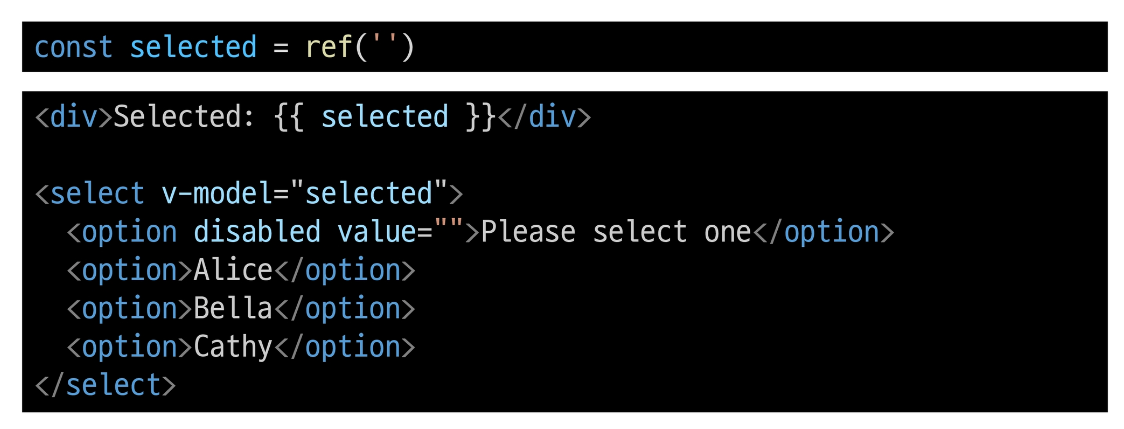 const selected = ref('')
<div>Selected: {{ selected }}</div>
<select v-model="selected">
  <option disabled value="">Please select one</option>
  <option>Alice</option>
  <option>Bella</option>
  <option>Cathy</option>
</select>